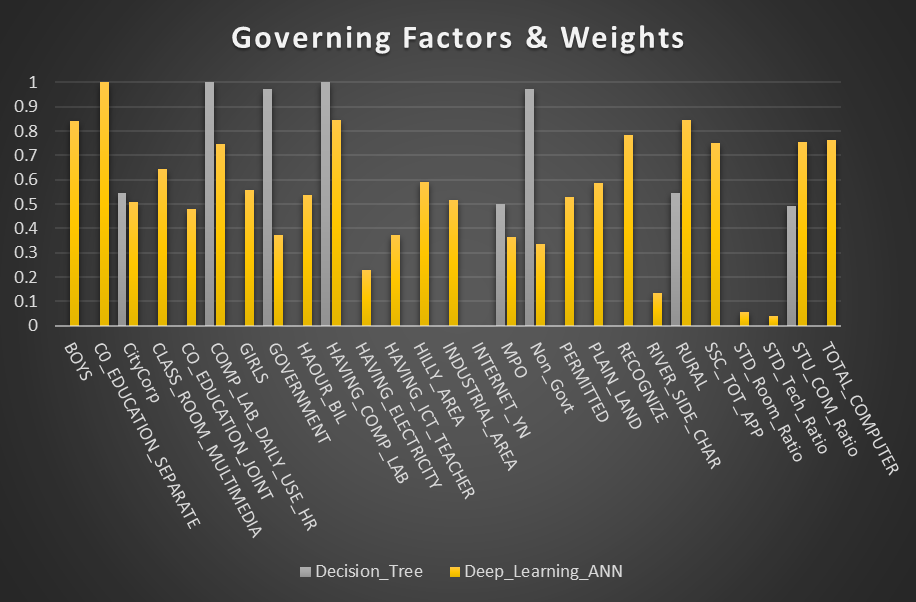 Governing Factors & Weights
1
0.9
0.8
0.7
0.6
0.5
0.4
0.3
0.2
0.1
0
BOYS
C0_EDUCATION_SEPARATE
CityCorp
CLASS_ROOM_MULTIMEDIA
CO_EDUCATION_JOINT
COMP_LAB_DAILY_USE_HR
GIRLS
GOVERNMENT
HAOUR_BIL
HAVING_COMP_LAB
HAVING_ELECTRICITY
HAVING_ICT_TEACHER
HILLY_AREA
INDUSTRIAL_AREA
INTERNET_YN
MPO
Non_Govt
PERMITTED
PLAIN_LAND
RECOGNIZE
RIVER_SIDE_CHAR
RURAL
SSC_TOT_APP
STD_Room_Ratio
STD_Tech_Ratio
STU_COM_Ratio
TOTAL_COMPUTER
Decision_Tree
Deep_Learning_ANN